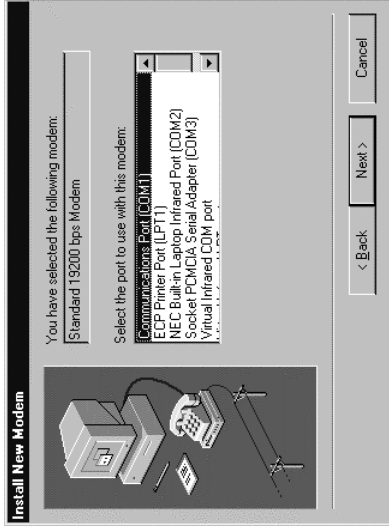 Install New Modem
You have selected the following modem:
Standard 19200 bps Modem
Select the port to use with this modem:
Communications Port (COM1)
ECP Printer Port (LPT1)
NEC Built-in Laptop Infrared Port (COM2)
Socket PCMCIA Serial Adapter (COM3)
Virtual Infrared COM port
< Back
Next >
Cancel